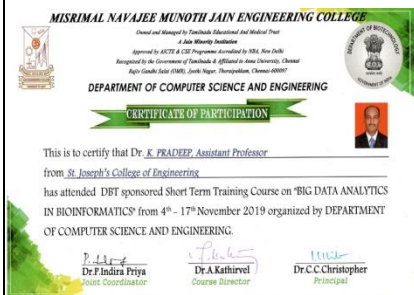 MISRIMAL NAVAJEE MUNOTH JAIN ENGINEERING COLLEGE
Owned and Managed by Tamilnadu Educational And Medical Trust
A Jain Minority Institution
Approved by AICTE & CSE Programme Accredited by NBA, New Delhi
Recognized by the Government of Tamilnadu & Affiliated to Anna University, Chennai
Rajiv Gandhi Salai (OMR), Jyothi Nagar, Thoraipakkam, Chennai-600097
DEPARTMENT OF BIOTECHNOLOGY
DEPARTMENT OF COMPUTER SCIENCE AND ENGINEERING
CERTIFICATE OF PARTICIPATION
This is to certify that Dr. K. PRADEEP, Assistant Professor
from St. Joseph's College of Engineering
has attended DBT sponsored Short Term Training Course on "BIG DATA ANALYTICS
IN BIOINFORMATICS" from 4th - 17th November 2019 organized by DEPARTMENT
OF COMPUTER SCIENCE AND ENGINEERING.
Dr.P.Indira Priya
Joint Coordinator
Dr.A.Kathirvel
Course Director
Dr.C.C.Christopher
Principal